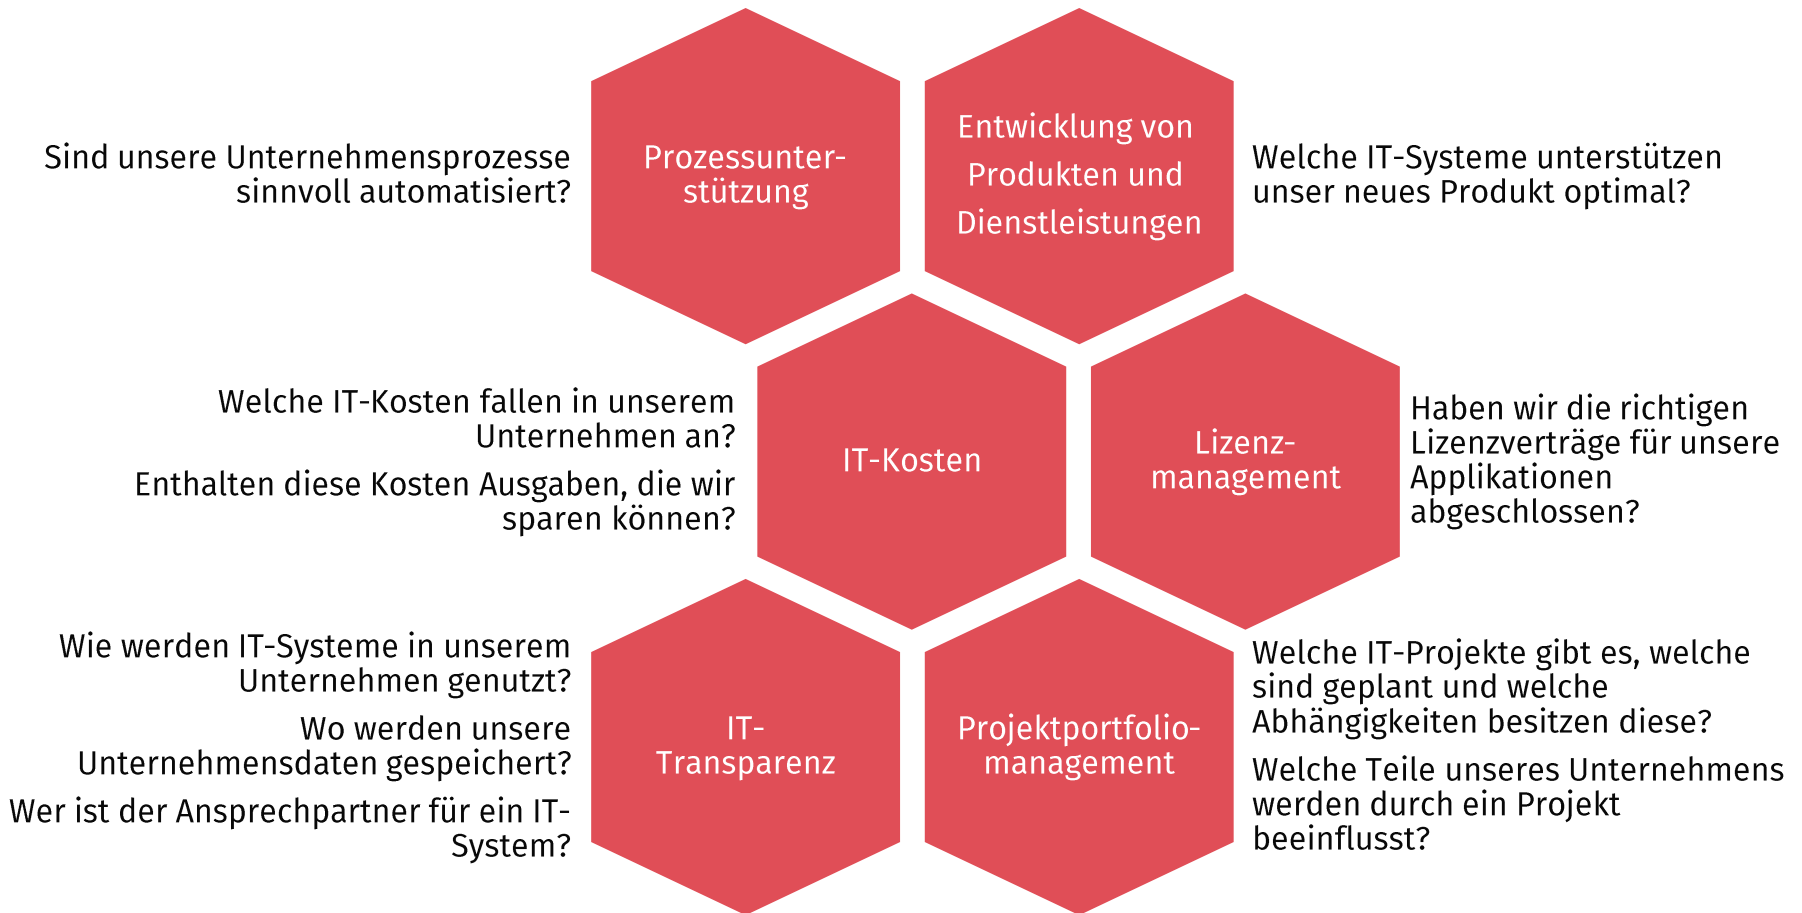 Sind unsere Unternehmensprozesse
sinnvoll automatisiert?
Prozessunter-
stützung
Entwicklung von
Produkten und
Dienstleistungen
Welche IT-Systeme unterstützen
unser neues Produkt optimal?
Welche IT-Kosten fallen in unserem
Unternehmen an?
Enthalten diese Kosten Ausgaben, die wir
sparen können?
IT-Kosten
Lizenz-
management
Haben wir die richtigen
Lizenzverträge für unsere
Applikationen
abgeschlossen?
Wie werden IT-Systeme in unserem
Unternehmen genutzt?
Wo werden unsere
Unternehmensdaten gespeichert?
Wer ist der Ansprechpartner für ein IT-
System?
IT-
Transparenz
Projektportfolio-
management
Welche IT-Projekte gibt es, welche
sind geplant und welche
Abhängigkeiten besitzen diese?
Welche Teile unseres Unternehmens
werden durch ein Projekt
beeinflusst?